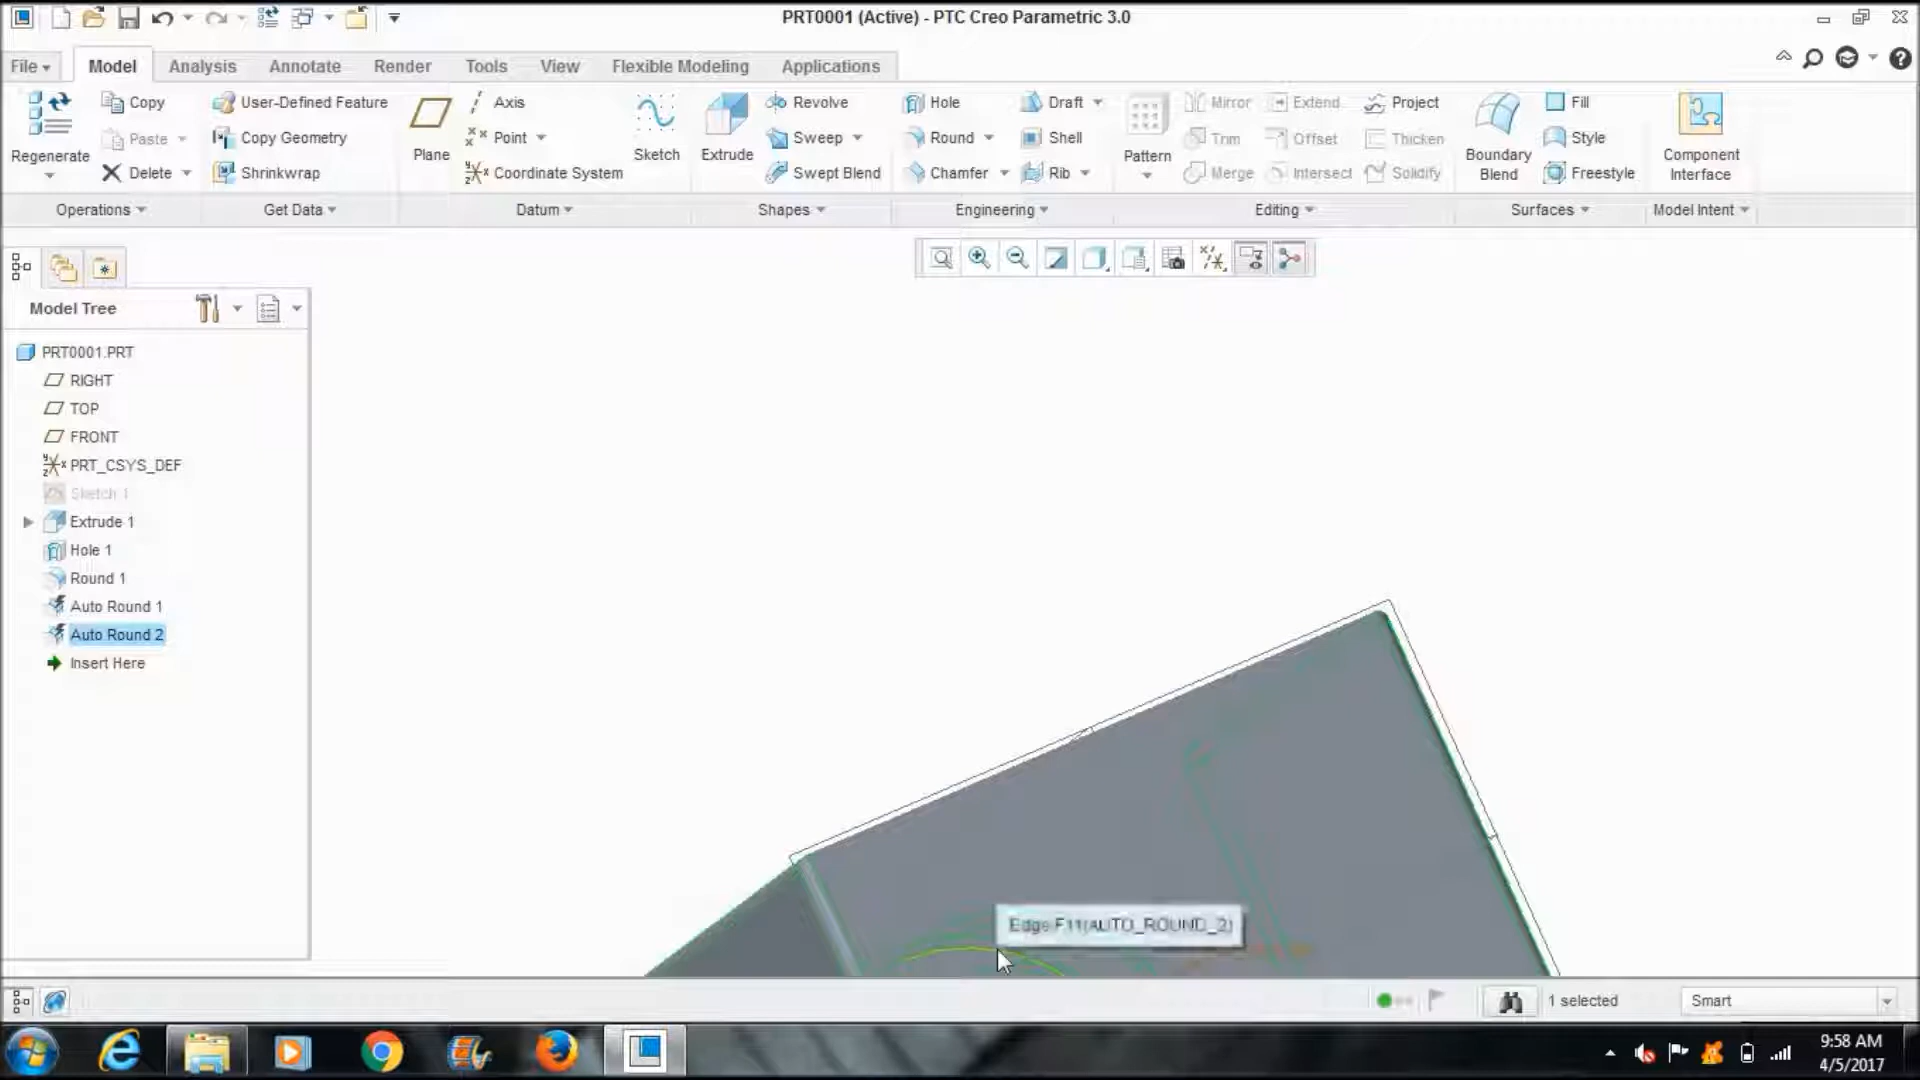 PRT0001 (Active) - PTC Creo Parametric 3.0
File Model Analysis Annotate Render Tools View Flexible Modeling Applications
Copy User-Defined Feature Axis Revolve Hole Draft Mirror Extend Project Fill
Paste Copy Geometry Point Sweep Round Shell Trim Offset Thicken Style
Regenerate Plane Sketch Extrude Pattern Boundary Blend Component Interface
Delete Shrinkwrap Coordinate System Swept Blend Chamfer Rib Merge Intersect Solidify Freestyle
Operations Get Data Datum Shapes Engineering Editing Surfaces Model Intent
Model Tree
PRT0001.PRT
RIGHT
TOP
FRONT
PRT_CSYS_DEF
Sketch 1
Extrude 1
Hole 1
Round 1
Auto Round 1
Auto Round 2
Insert Here
Edge:F11(AUTO_ROUND_2)
1 selected Smart
9:58 AM
4/5/2017